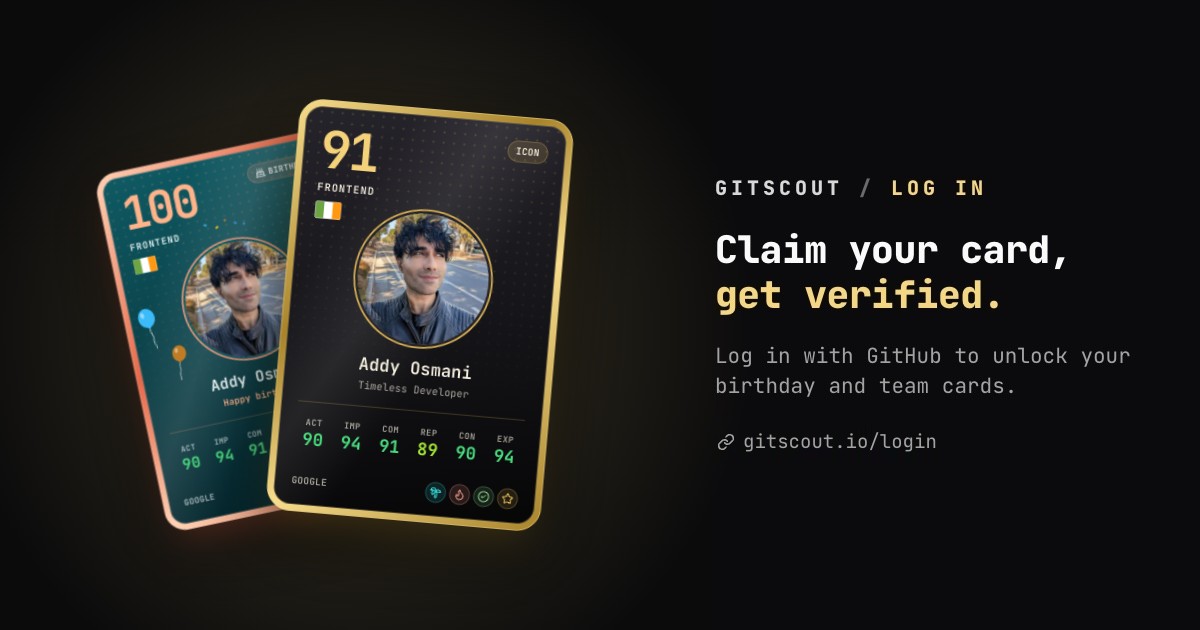 100
FRONTEND
Addy
Happy
ACT IMP COM
90 94 91
GOOGLE
91
ICON
FRONTEND
Addy Osmani
Timeless Developer
ACT IMP COM REP CON EXP
90 94 91 89 90 94
GOOGLE
GITSCOUT / LOG IN
Claim your card,
get verified.
Log in with GitHub to unlock your
birthday and team cards.
gitscout.io/login